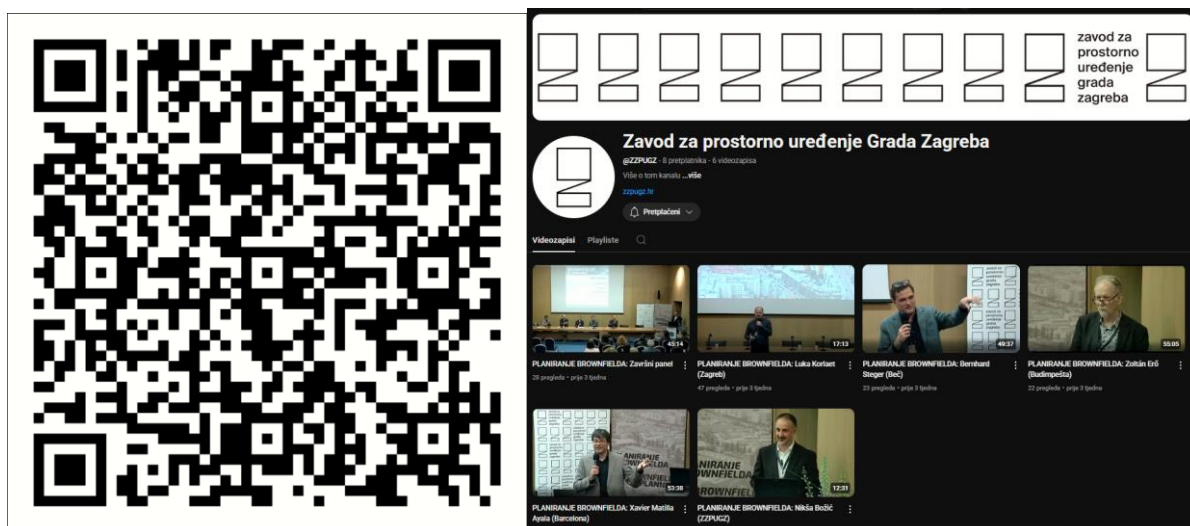 zavod za
prostorno
uređenje
grada
zagreba
Zavod za prostorno uređenje Grada Zagreba
@ZZPUGZ · 8 pretplatnika · 6 videozapisa
Više o tom kanalu ...više
zzpugz.hr
Pretplaćeni
Videozapisi Playliste
45:14
17:13
49:37
55:05
PLANIRANJE BROWNFIELDA: Završni panel
28 pregleda • prije 3 tjedna
PLANIRANJE BROWNFIELDA: Luka Korlaet
(Zagreb)
47 pregleda • prije 3 tjedna
PLANIRANJE BROWNFIELDA: Bernhard
Steger (Beč)
23 pregleda • prije 3 tjedna
PLANIRANJE BROWNFIELDA: Zoltán Erő
(Budimpešta)
22 pregleda • prije 3 tjedna
53:38
12:31
PLANIRANJE BROWNFIELDA: Xavier Matilla
Ayala (Barcelona)
PLANIRANJE BROWNFIELDA: Nikša Božić
(ZZPUGZ)